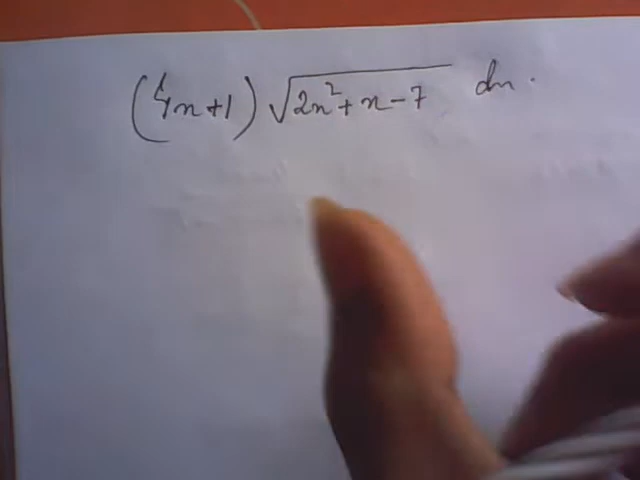 (4x+1) √(2x²+x-7) dx.